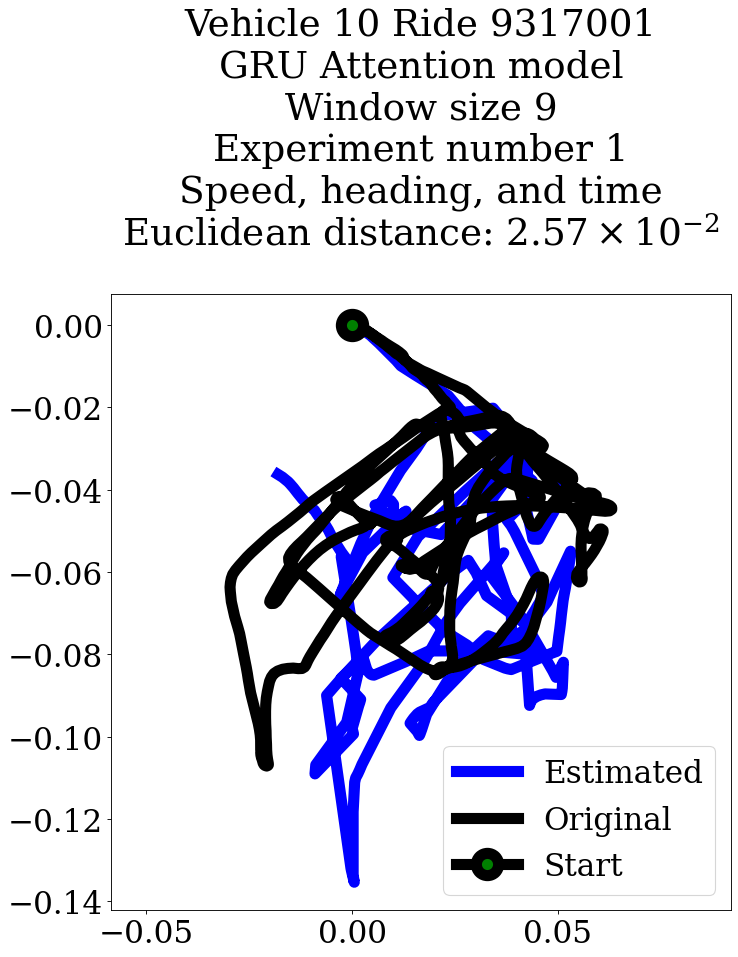 Vehicle 10 Ride 9317001
GRU Attention model
Window size 9
Experiment number 1
Speed, heading, and time
Euclidean distance: 2.57 × 10⁻²
0.00
−0.02
−0.04
−0.06
−0.08
−0.10
−0.12
−0.14
−0.05 0.00 0.05
Estimated
Original
Start